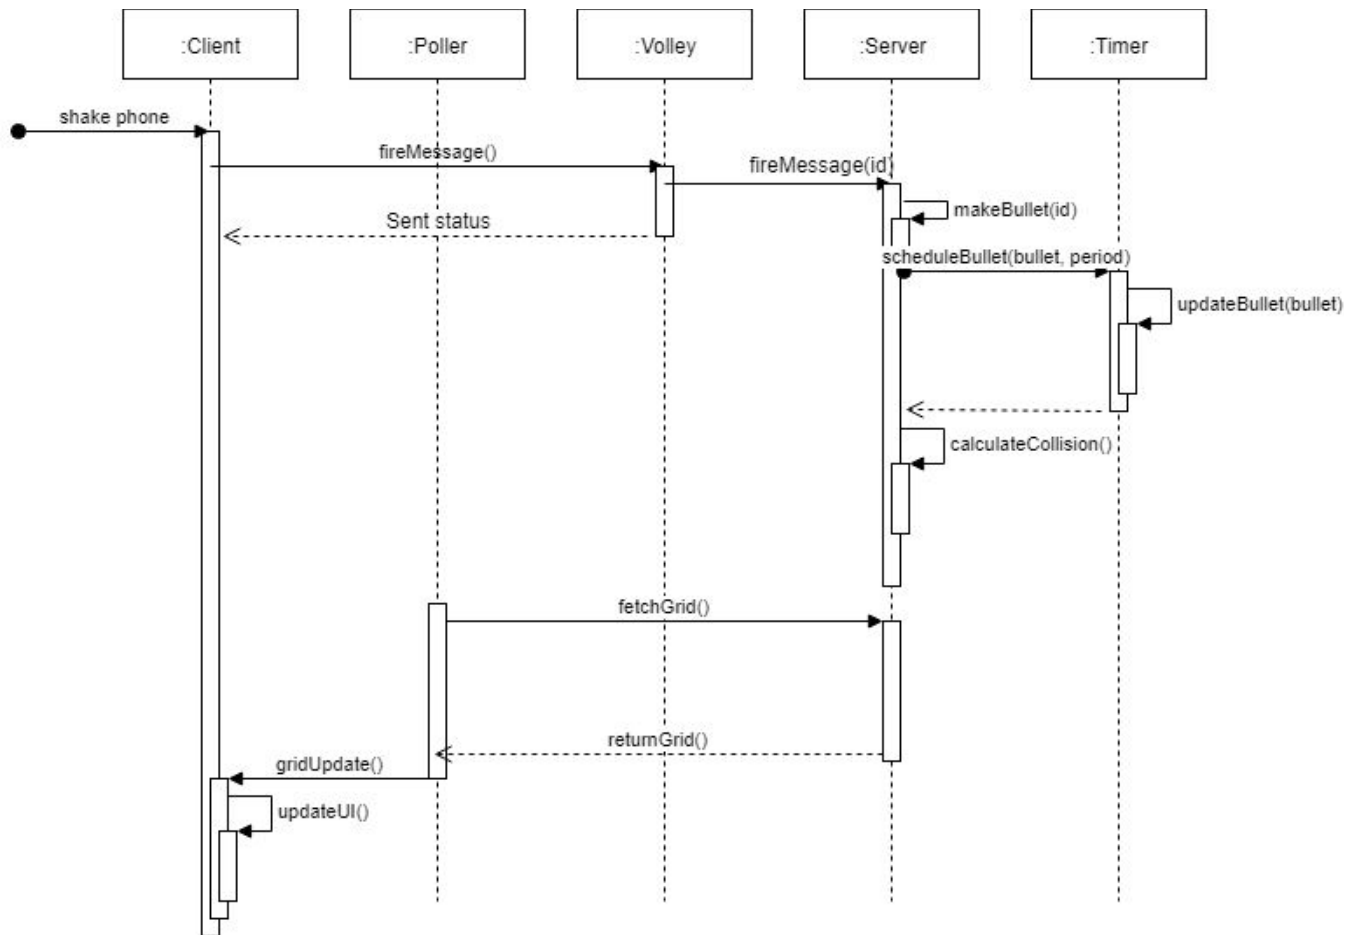 :Client
:Poller
:Volley
:Server
:Timer
shake phone
fireMessage()
fireMessage(id)
makeBullet(id)
Sent status
scheduleBullet(bullet, period)
updateBullet(bullet)
calculateCollision()
fetchGrid()
returnGrid()
gridUpdate()
updateUI()